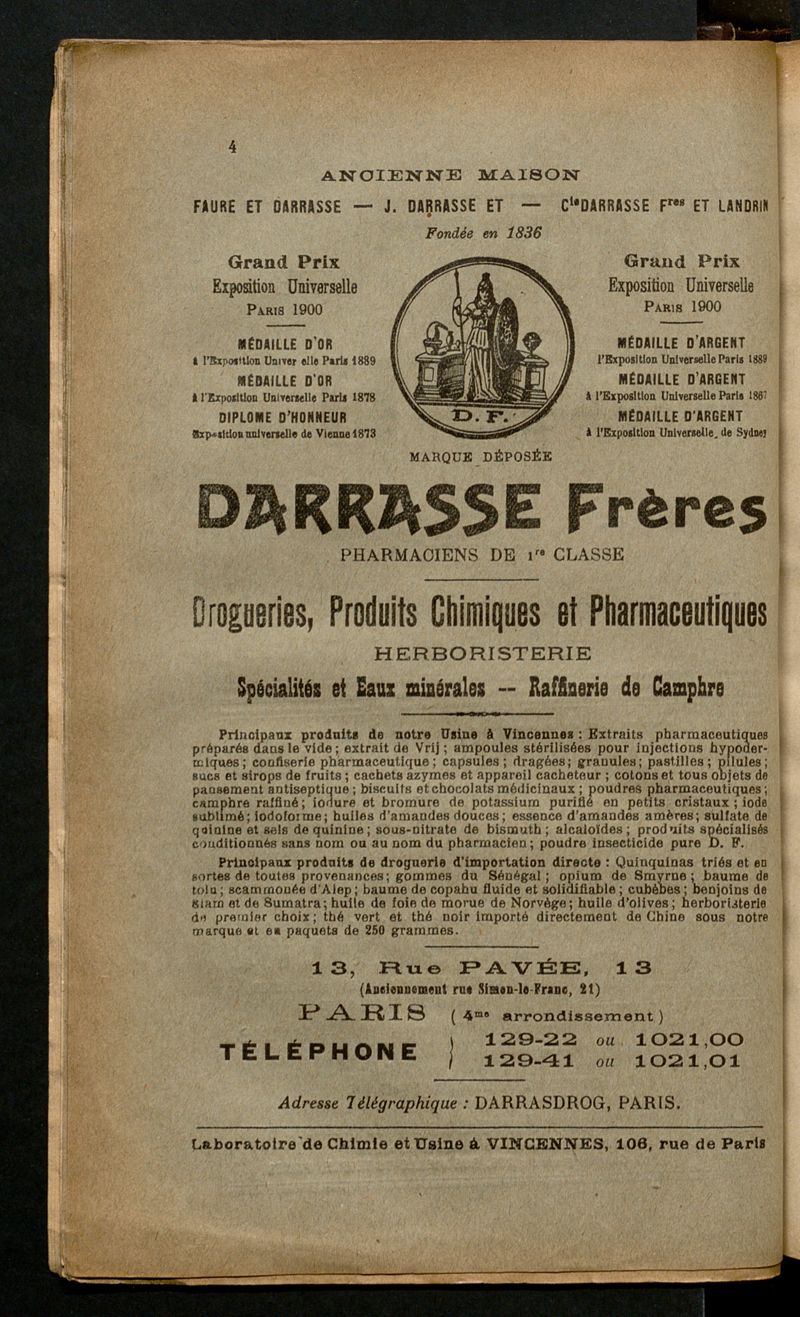 4
ANCIENNE MAISON
FAURE ET DARRASSE — J. DARRASSE ET — Cie DARRASSE Fres ET LANDRIN
Fondée en 1836
Grand Prix
Exposition Universelle
PARIS 1900
MÉDAILLE D'OR
à l'Exposition Univer elle Paris 1889
MÉDAILLE D'OR
à l'Exposition Universelle Paris 1878
DIPLOME D'HONNEUR
Exposition universelle de Vienne 1873
D. F.
Grand Prix
Exposition Universelle
PARIS 1900
MÉDAILLE D'ARGENT
l'Exposition Universelle Paris 1889
MÉDAILLE D'ARGENT
à l'Exposition Universelle Paris 1867
MÉDAILLE D'ARGENT
à l'Exposition Universelle, de Sydney
MARQUE DÉPOSÉE
DARRASSE Frères
PHARMACIENS DE 1re CLASSE
Drogueries, Produits Chimiques et Pharmaceutiques
HERBORISTERIE
Spécialités et Eaux minérales -- Raffinerie de Camphre
Principaux produits de notre Usine à Vincennes : Extraits pharmaceutiques
préparés dans le vide ; extrait de Vrij ; ampoules stérilisées pour injections hypoder-
miques ; confiserie pharmaceutique ; capsules ; dragées ; granules ; pastilles ; pilules ;
sucs et sirops de fruits ; cachets azymes et appareil cacheteur ; cotons et tous objets de
pansement antiseptique ; biscuits et chocolats médicinaux ; poudres pharmaceutiques ;
camphre raffiné ; iodure et bromure de potassium purifié en petits cristaux ; iode
sublimé ; iodoforme ; huiles d'amandes douces ; essence d'amandes amères ; sulfate de
quinine et sels de quinine ; sous-nitrate de bismuth ; alcaloïdes ; produits spécialisés
conditionnés sans nom ou au nom du pharmacien ; poudre insecticide pure D. F.
Principaux produits de droguerie d'importation directe : Quinquinas triés et en
sortes de toutes provenances ; gommes du Sénégal ; opium de Smyrne ; baume de
tolu ; scammonée d'Alep ; baume de copahu fluide et solidifiable ; cubèbes ; benjoins de
Siam et de Sumatra ; huile de foie de morue de Norvège ; huile d'olives ; herboristerie
de premier choix ; thé vert et thé noir importé directement de Chine sous notre
marque et en paquets de 250 grammes.
13, Rue PAVÉE, 13
(Anciennement rue Simon-le-Franc, 21)
PARIS (4me arrondissement)
TÉLÉPHONE } 129-22 ou 1021,00
129-41 ou 1021,01
Adresse Télégraphique : DARRASDROG, PARIS.
Laboratoire de Chimie et Usine à VINCENNES, 106, rue de Paris